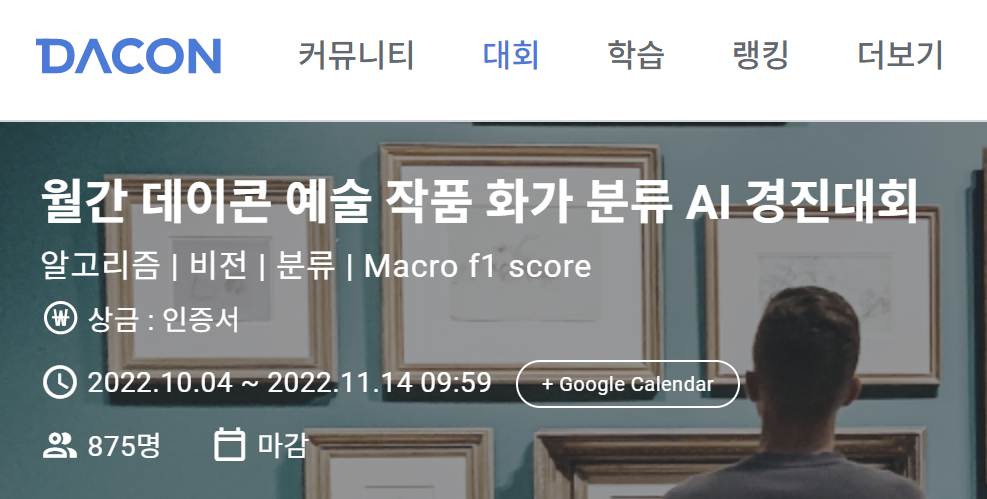 DACON 커뮤니티 대회 학습 랭킹 더보기
월간 데이콘 예술 작품 화가 분류 AI 경진대회
알고리즘 | 비전 | 분류 | Macro f1 score
₩ 상금 : 인증서
2022.10.04 ~ 2022.11.14 09:59 + Google Calendar
875명 마감